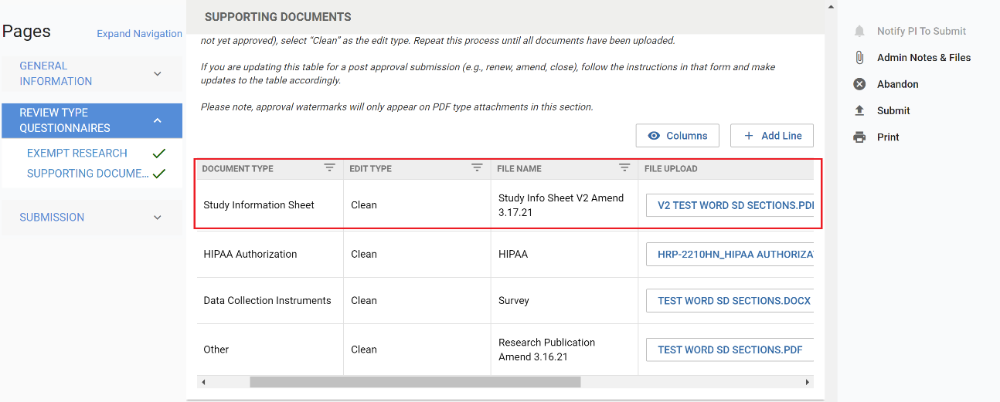 Pages
Expand Navigation
GENERAL
INFORMATION
REVIEW TYPE
QUESTIONNAIRES
EXEMPT RESEARCH
SUPPORTING DOCUME...
SUBMISSION
SUPPORTING DOCUMENTS
not yet approved), select “Clean” as the edit type. Repeat this process until all documents have been uploaded.
If you are updating this table for a post approval submission (e.g., renew, amend, close), follow the instructions in that form and make
updates to the table accordingly.
Please note, approval watermarks will only appear on PDF type attachments in this section.
Columns
Add Line
DOCUMENT TYPE EDIT TYPE FILE NAME FILE UPLOAD
Study Information Sheet Clean Study Info Sheet V2 Amend
3.17.21 V2 TEST WORD SD SECTIONS.PDF
HIPAA Authorization Clean HIPAA HRP-2210HN_HIPAA AUTHORIZAT
Data Collection Instruments Clean Survey TEST WORD SD SECTIONS.DOCX
Other Clean Research Publication
Amend 3.16.21 TEST WORD SD SECTIONS.PDF
Notify PI To Submit
Admin Notes & Files
Abandon
Submit
Print